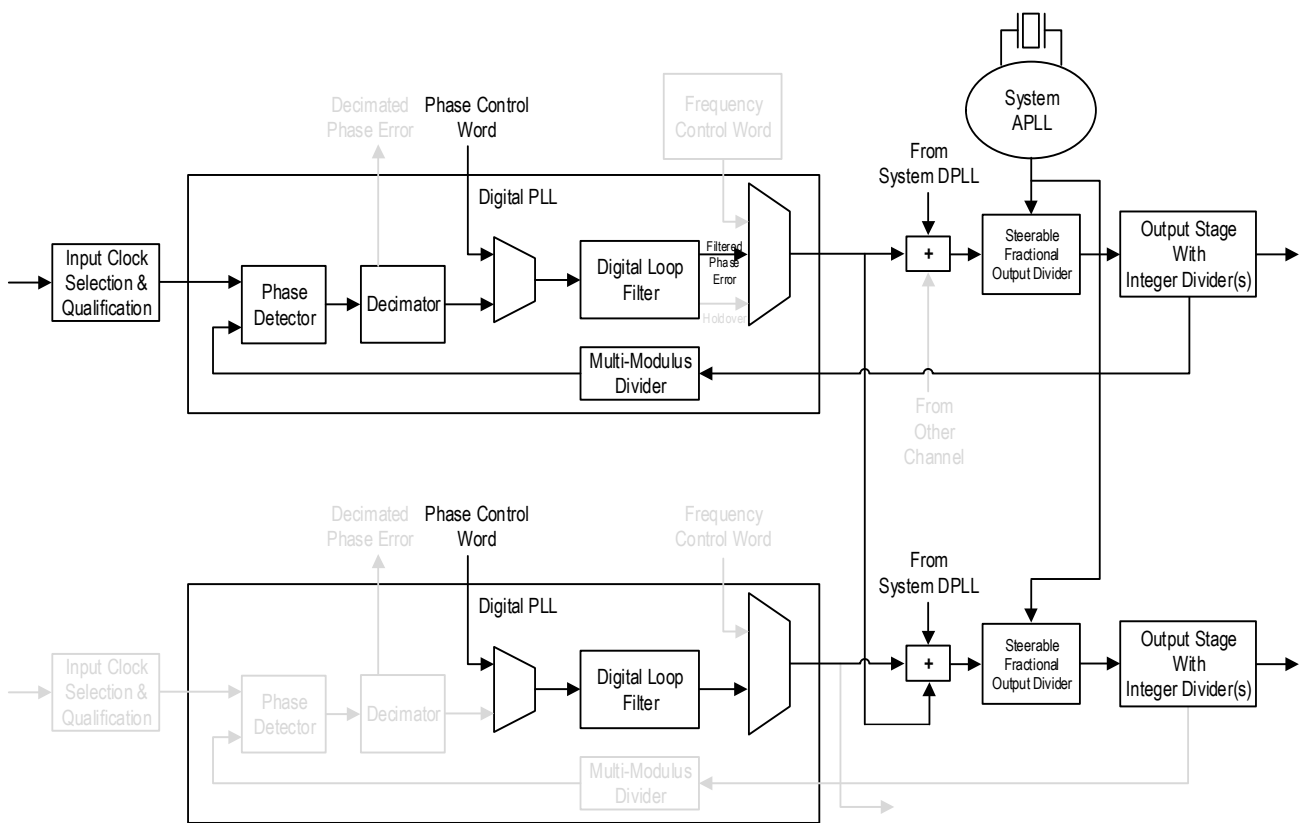 System
APLL
Decimated
Phase Error
Phase Control
Word
Frequency
Control Word
From
System DPLL
Digital PLL
Input Clock
Selection &
Qualification
Phase
Detector
Decimator
Digital Loop
Filter
Filtered
Phase
Error
Holdover
+
Steerable
Fractional
Output Divider
Output Stage
With
Integer Divider(s)
Multi-Modulus
Divider
From
Other
Channel
Decimated
Phase Error
Phase Control
Word
Frequency
Control Word
From
System DPLL
Digital PLL
Input Clock
Selection &
Qualification
Phase
Detector
Decimator
Digital Loop
Filter
+
Steerable
Fractional
Output Divider
Output Stage
With
Integer Divider(s)
Multi-Modulus
Divider